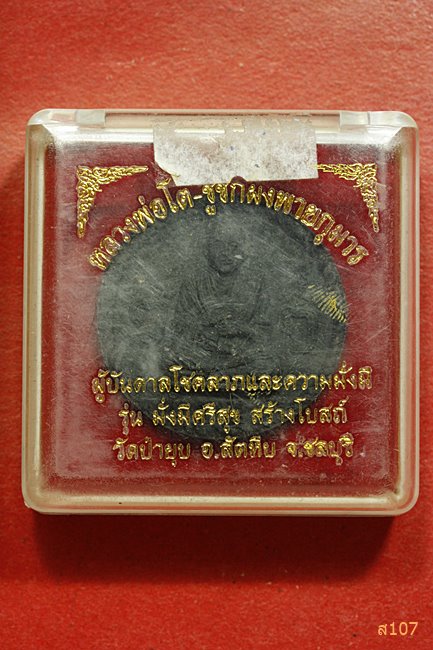 หลวงพ่อโต-ชูชกผงพายกุมาร
ผู้บันดาลโชคลาภและความมั่งมี
รุ่น มั่งมีศรีสุข สร้างโบสถ์
วัดป่ายุบ อ.สัตหีบ จ.ชลบุรี
ส107